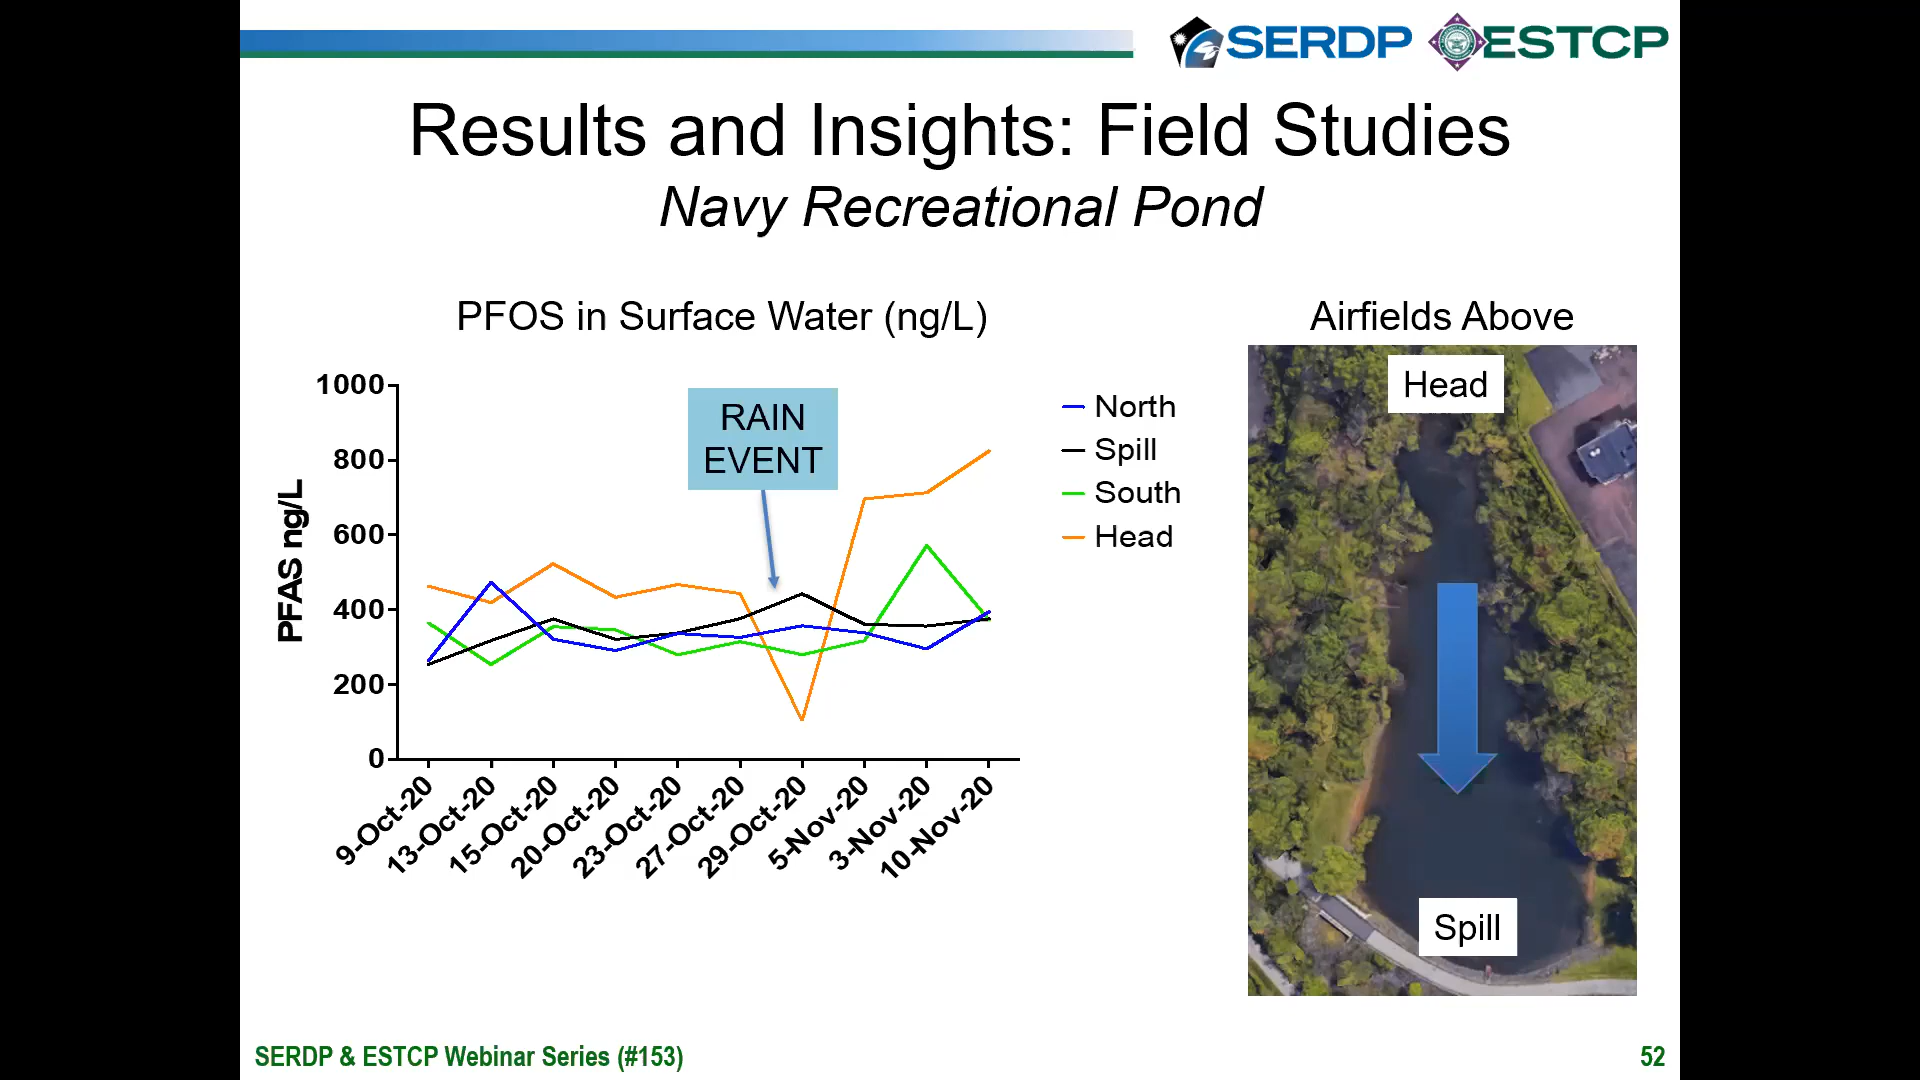 SERDP
ESTCP
Results and Insights: Field Studies
Navy Recreational Pond
PFOS in Surface Water (ng/L)
Airfields Above
PFAS ng/L
1000
800
600
400
200
0
RAIN
EVENT
North
Spill
South
Head
9-Oct-20
13-Oct-20
15-Oct-20
20-Oct-20
23-Oct-20
27-Oct-20
29-Oct-20
5-Nov-20
3-Nov-20
10-Nov-20
Head
Spill
SERDP & ESTCP Webinar Series (#153)
52